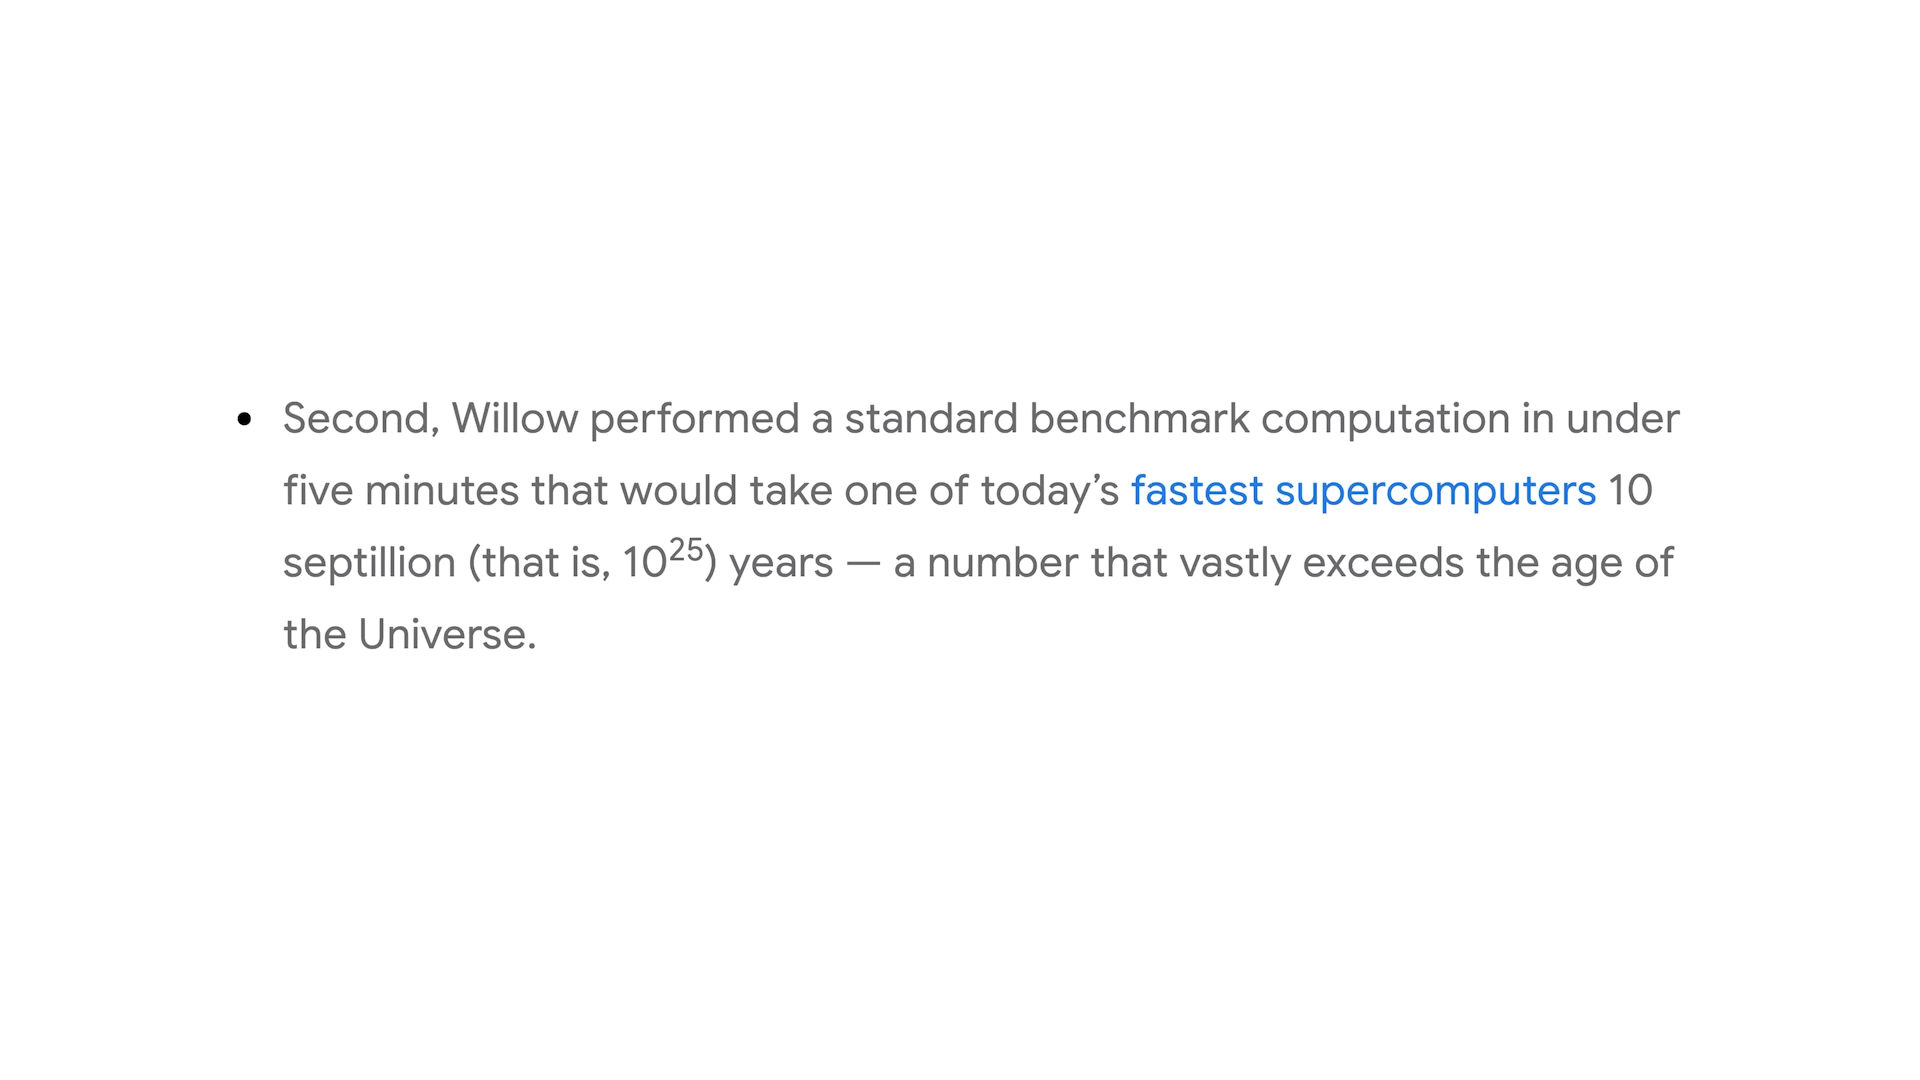 • Second, Willow performed a standard benchmark computation in under
five minutes that would take one of today’s fastest supercomputers 10
septillion (that is, 10²⁵) years — a number that vastly exceeds the age of
the Universe.